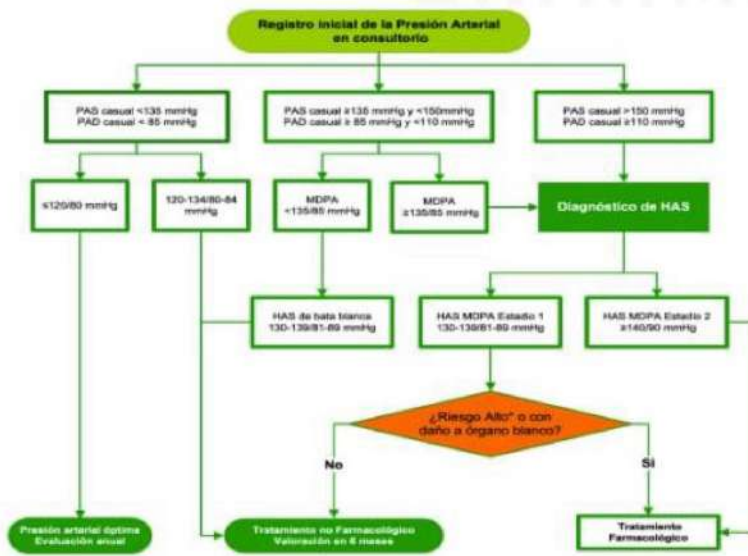 Registro inicial de la Presión Arterial
en consultorio
PAS casual <135 mmHg
PAD casual < 85 mmHg
PAS casual ≥135 mmHg y <150mmHg
PAD casual ≥ 85 mmHg y <110 mmHg
PAS casual >150 mmHg
PAD casual ≥110 mmHg
≤120/80 mmHg
120-134/80-84
mmHg
MDPA
<135/85 mmHg
MDPA
≥135/85 mmHg
Diagnóstico de HAS
HAS de bata blanca
130-139/81-89 mmHg
HAS MDPA Estadio 1
130-139/81-89 mmHg
HAS MDPA Estadio 2
≥140/90 mmHg
¿Riesgo Alto* o con
daño a órgano blanco?
No
Si
Presión arterial óptima
Evaluación anual
Tratamiento no Farmacológico
Valoración en 6 meses
Tratamiento
Farmacológico